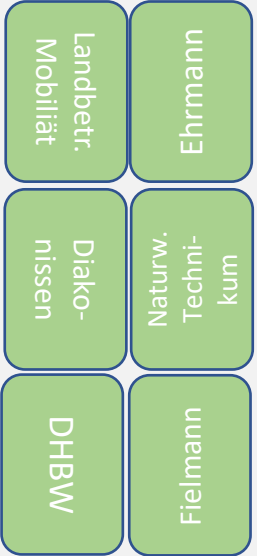 Landbetr.
Mobiliät
Ehrmann
Diako-
nissen
Naturw.
Techni-
kum
DHBW
Fielmann